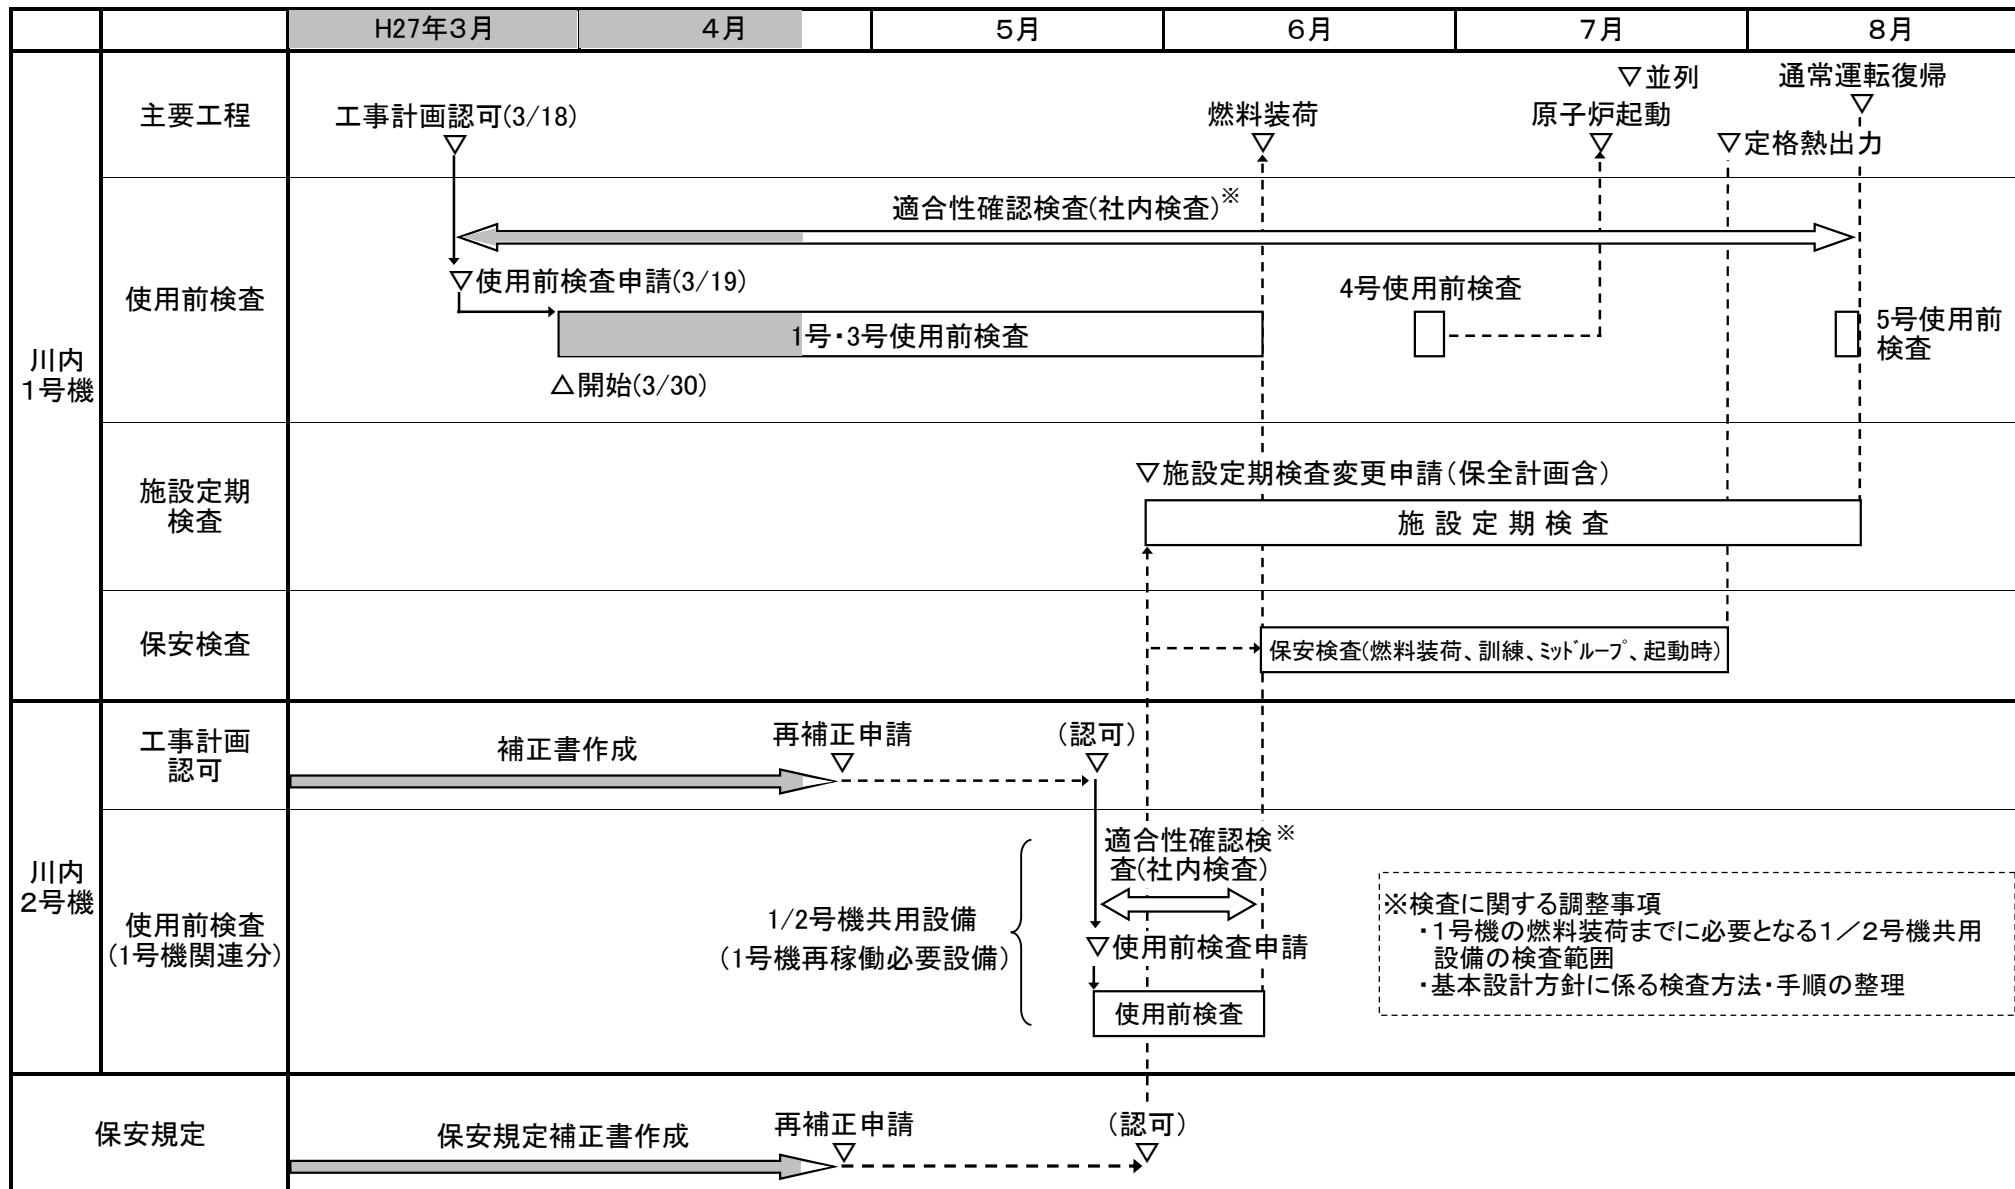 H27年３月 ４月 ５月 ６月 ７月 ８月
川内
１号機
主要工程
工事計画認可(3/18)
▽
燃料装荷
▽
▽並列
原子炉起動
▽
▽定格熱出力
通常運転復帰
▽
使用前検査
適合性確認検査(社内検査)※
▽使用前検査申請(3/19)
1号・3号使用前検査
△開始(3/30)
4号使用前検査
5号使用前
検査
施設定期
検査
▽施設定期検査変更申請(保全計画含)
施 設 定 期 検 査
保安検査
保安検査(燃料装荷、訓練、ﾐｯﾄﾞﾙｰﾌﾟ、起動時)
川内
２号機
工事計画
認可
補正書作成
再補正申請
▽
(認可)
▽
使用前検査
(１号機関連分)
1/2号機共用設備
(１号機再稼働必要設備)
適合性確認検※
査(社内検査)
▽使用前検査申請
使用前検査
※検査に関する調整事項
・１号機の燃料装荷までに必要となる１／２号機共用
設備の検査範囲
・基本設計方針に係る検査方法・手順の整理
保安規定
保安規定補正書作成
再補正申請
▽
(認可)
▽